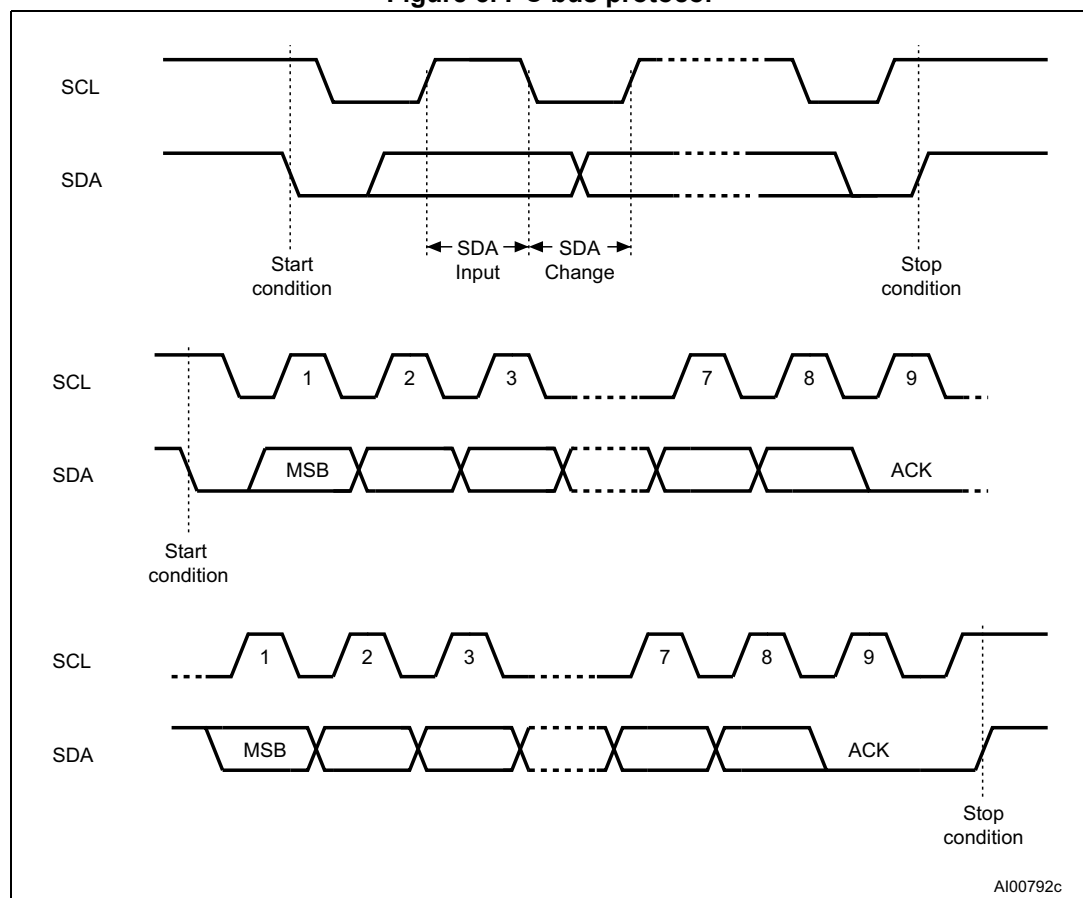 SCL
SDA
SDA
Input
SDA
Change
Start
condition
Stop
condition
SCL
1 2 3 7 8 9
SDA
MSB ACK
Start
condition
SCL
1 2 3 7 8 9
SDA
MSB ACK
Stop
condition
AI00792c